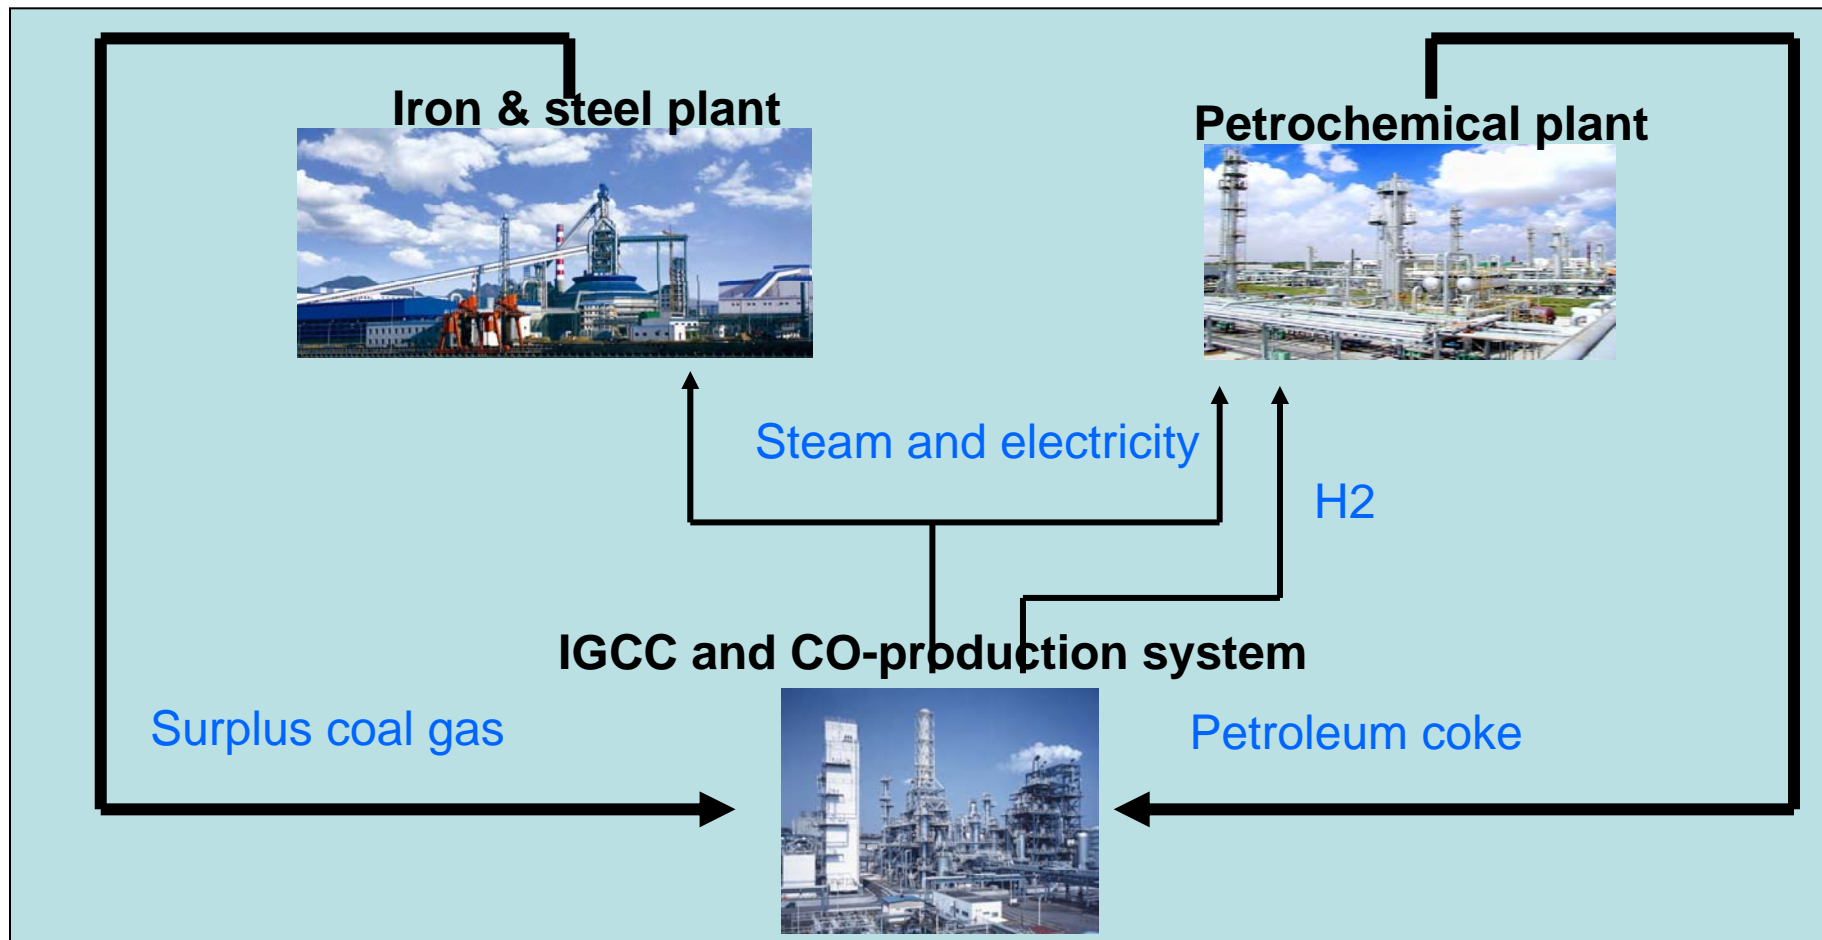 Iron & steel plant
Petrochemical plant
Steam and electricity
H2
IGCC and CO-production system
Surplus coal gas
Petroleum coke